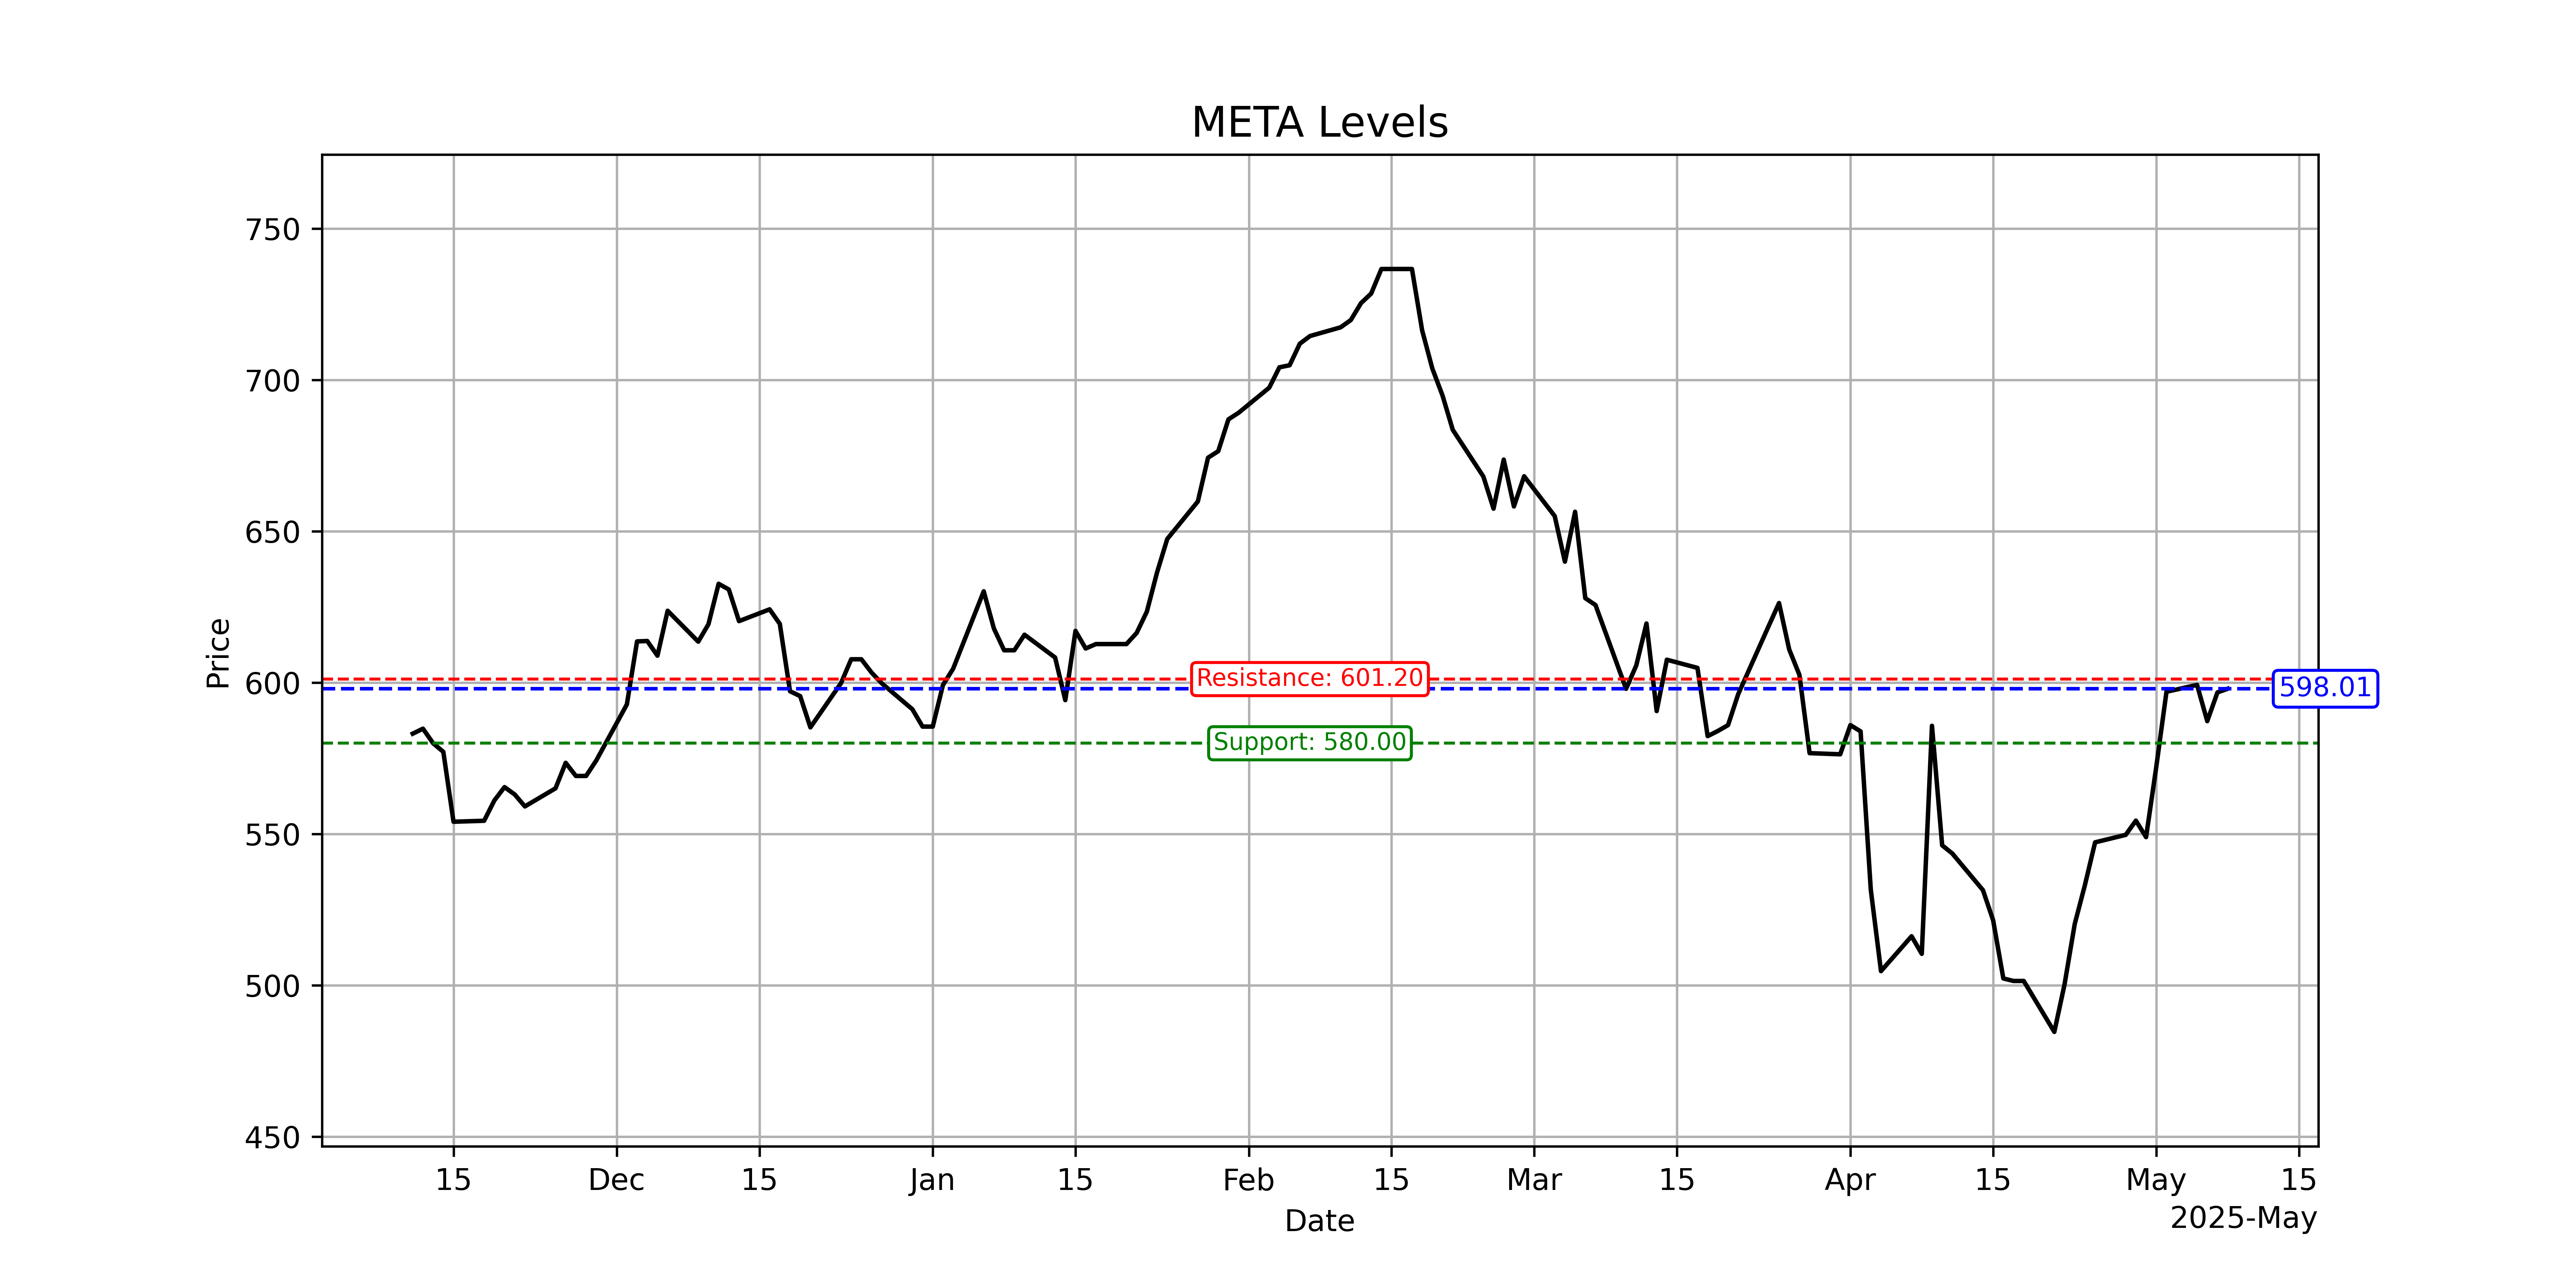 META Levels
750
700
650
600
550
500
450
Price
Resistance: 601.20
598.01
Support: 580.00
15 Dec 15 Jan 15 Feb 15 Mar 15 Apr 15 May 15
Date
2025-May